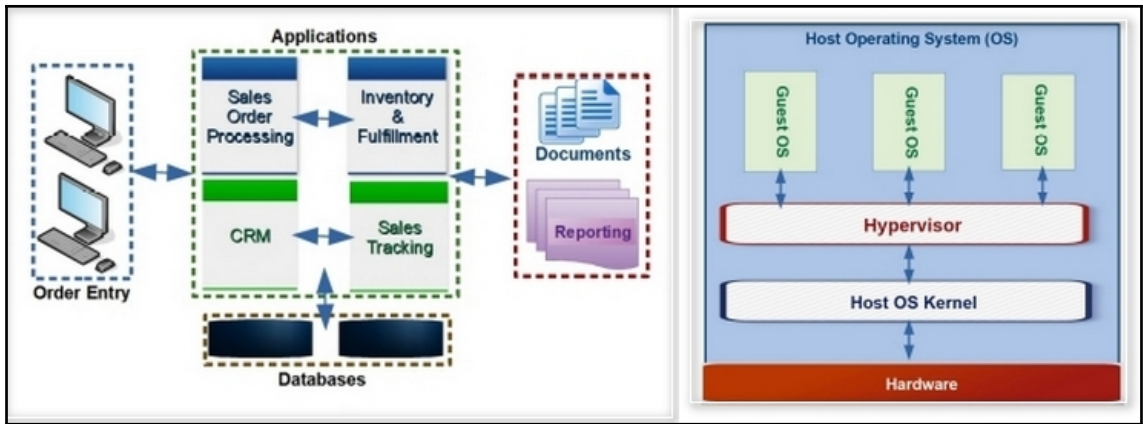 Applications
Sales
Order
Processing
Inventory
&
Fulfillment
CRM
Sales
Tracking
Order Entry
Documents
Reporting
Databases
Host Operating System (OS)
Guest OS
Guest OS
Guest OS
Hypervisor
Host OS Kernel
Hardware